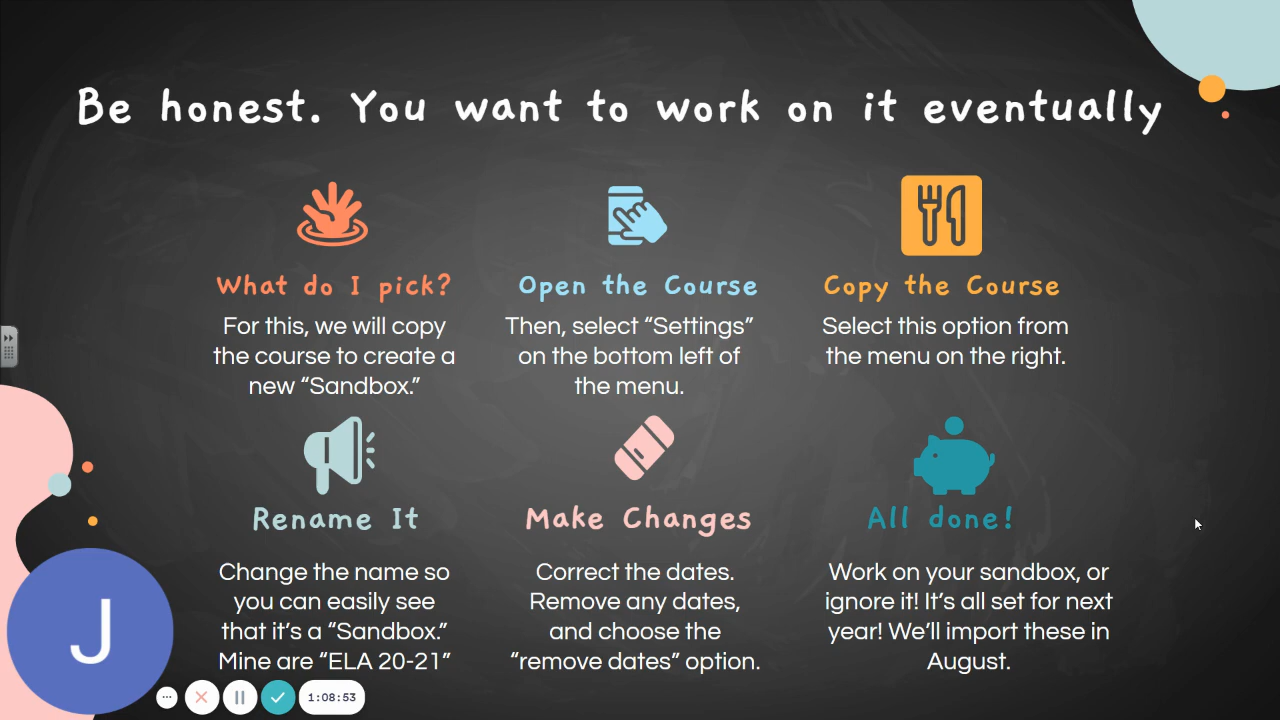 Be honest. You want to work on it eventually
What do I pick?
For this, we will copy
the course to create a
new “Sandbox.”
Open the Course
Then, select “Settings”
on the bottom left of
the menu.
Copy the Course
Select this option from
the menu on the right.
Rename It
Change the name so
you can easily see
that it’s a “Sandbox.”
Mine are “ELA 20-21”
Make Changes
Correct the dates.
Remove any dates,
and choose the
“remove dates” option.
All done!
Work on your sandbox, or
ignore it! It’s all set for next
year! We’ll import these in
August.
J
1:08:53